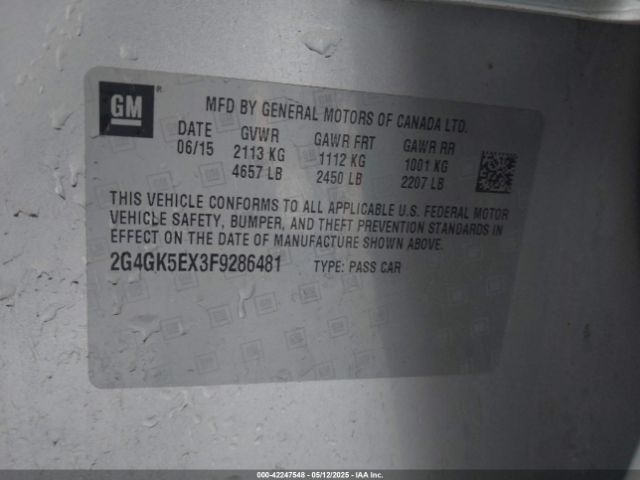 GM
®
MFD BY GENERAL MOTORS OF CANADA LTD.
DATE GVWR GAWR FRT GAWR RR
06/15 2113 KG 1112 KG 1001 KG
4657 LB 2450 LB 2207 LB
THIS VEHICLE CONFORMS TO ALL APPLICABLE U.S. FEDERAL MOTOR
VEHICLE SAFETY, BUMPER, AND THEFT PREVENTION STANDARDS IN
EFFECT ON THE DATE OF MANUFACTURE SHOWN ABOVE.
2G4GK5EX3F9286481 TYPE: PASS CAR
000-42247548 - 05/12/2025 - IAA Inc.